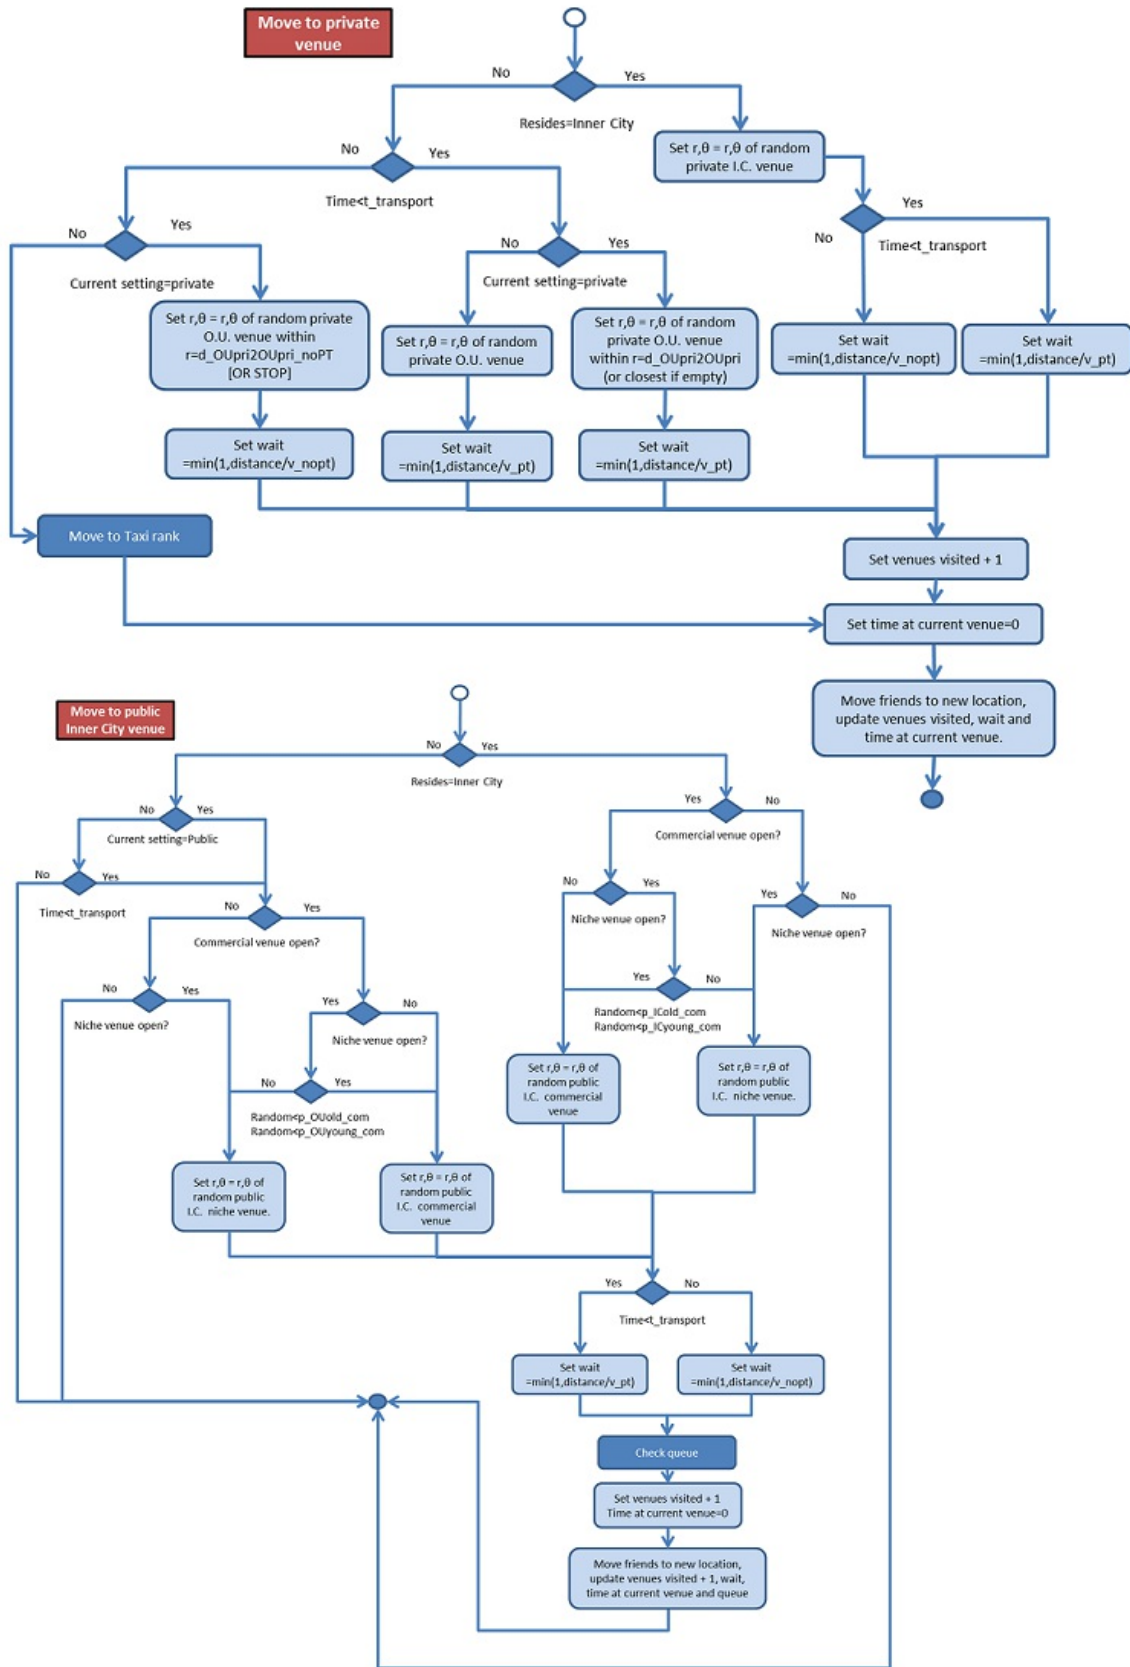 Move to private
venue
No
Yes
Resides=Inner City
Set r,θ = r,θ of random
private I.C. venue
No
Yes
Time<t_transport
Yes
No
Time<t_transport
No
Yes
Current setting=private
No
Yes
Current setting=private
Set r,θ = r,θ of random private
O.U. venue within
r=d_OUpri2OUpri_noPT
[OR STOP]
Set r,θ = r,θ of random
private O.U. venue
Set r,θ = r,θ of random
private O.U. venue
within r=d_OUpri2OUpri
(or closest if empty)
Set wait
=min(1,distance/v_nopt)
Set wait
=min(1,distance/v_pt)
Set wait
=min(1,distance/v_nopt)
Set wait
=min(1,distance/v_pt)
Set wait
=min(1,distance/v_pt)
Move to Taxi rank
Set venues visited + 1
Set time at current venue=0
Move friends to new location,
update venues visited, wait and
time at current venue.
Move to public
Inner City venue
No
Yes
Resides=Inner City
No
Yes
Current setting=Public
Yes
No
Commercial venue open?
No
Yes
Time<t_transport
No
Yes
Niche venue open?
Yes
No
Niche venue open?
No
Yes
Commercial venue open?
No
Yes
Niche venue open?
Yes
No
Niche venue open?
Yes
No
Random<p_ICold_com
Random<p_ICyoung_com
No
Yes
Random<p_OUold_com
Random<p_OUyoung_com
Set r,θ = r,θ of
random public
I.C. commercial
venue
Set r,θ = r,θ of
random public
I.C. niche venue.
Set r,θ = r,θ of
random public
I.C. niche venue.
Set r,θ = r,θ of
random public
I.C. commercial
venue
Yes
No
Time<t_transport
Set wait
=min(1,distance/v_pt)
Set wait
=min(1,distance/v_nopt)
Check queue
Set venues visited + 1
Time at current venue=0
Move friends to new location,
update venues visited + 1, wait,
time at current venue and queue